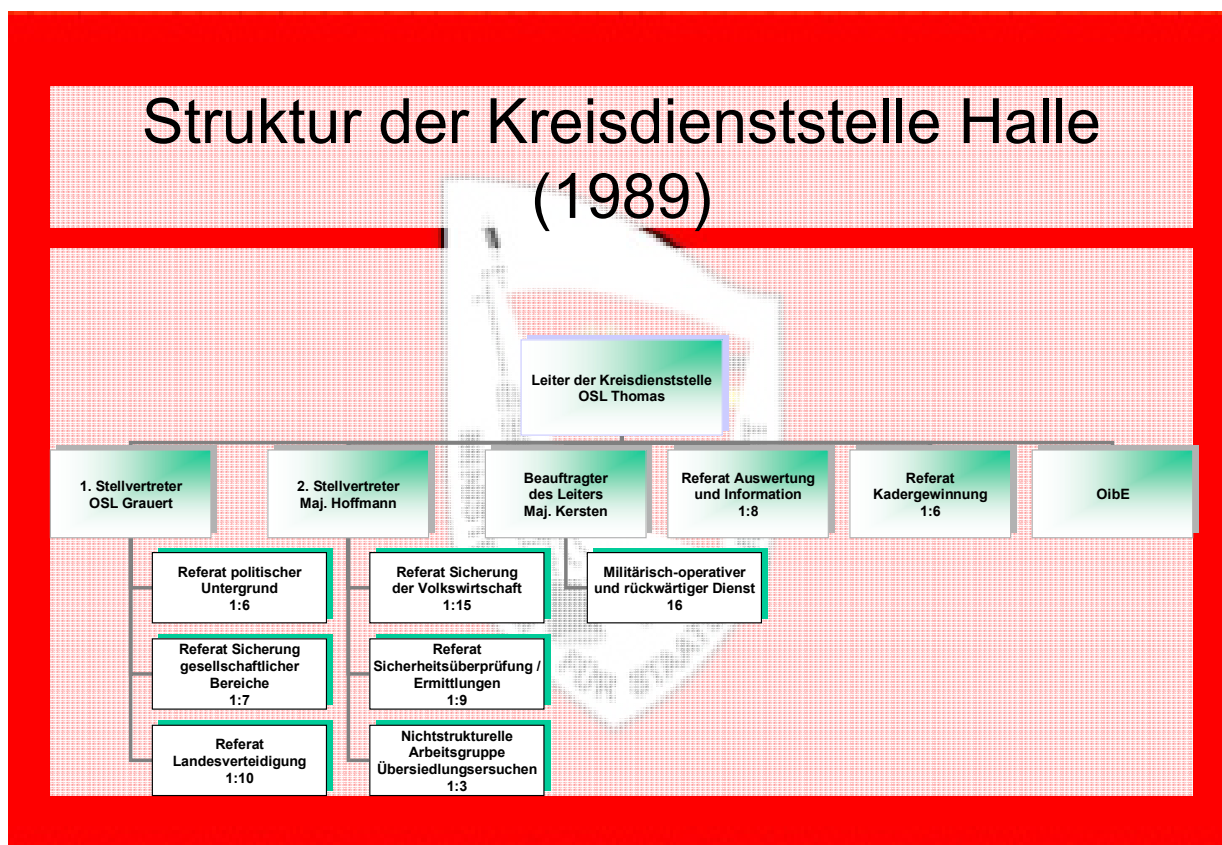 Struktur der Kreisdienststelle Halle
(1989)
Leiter der Kreisdienststelle
OSL Thomas
1. Stellvertreter
OSL Grauert
2. Stellvertreter
Maj. Hoffmann
Beauftragter
des Leiters
Maj. Kersten
Referat Auswertung
und Information
1:8
Referat
Kadergewinnung
1:6
OibE
Referat politischer
Untergrund
1:6
Referat Sicherung
gesellschaftlicher
Bereiche
1:7
Referat
Landesverteidigung
1:10
Referat Sicherung
der Volkswirtschaft
1:15
Referat
Sicherheitsüberprüfung /
Ermittlungen
1:9
Nichtstrukturelle
Arbeitsgruppe
Übersiedlungsersuchen
1:3
Militärisch-operativer
und rückwärtiger Dienst
16